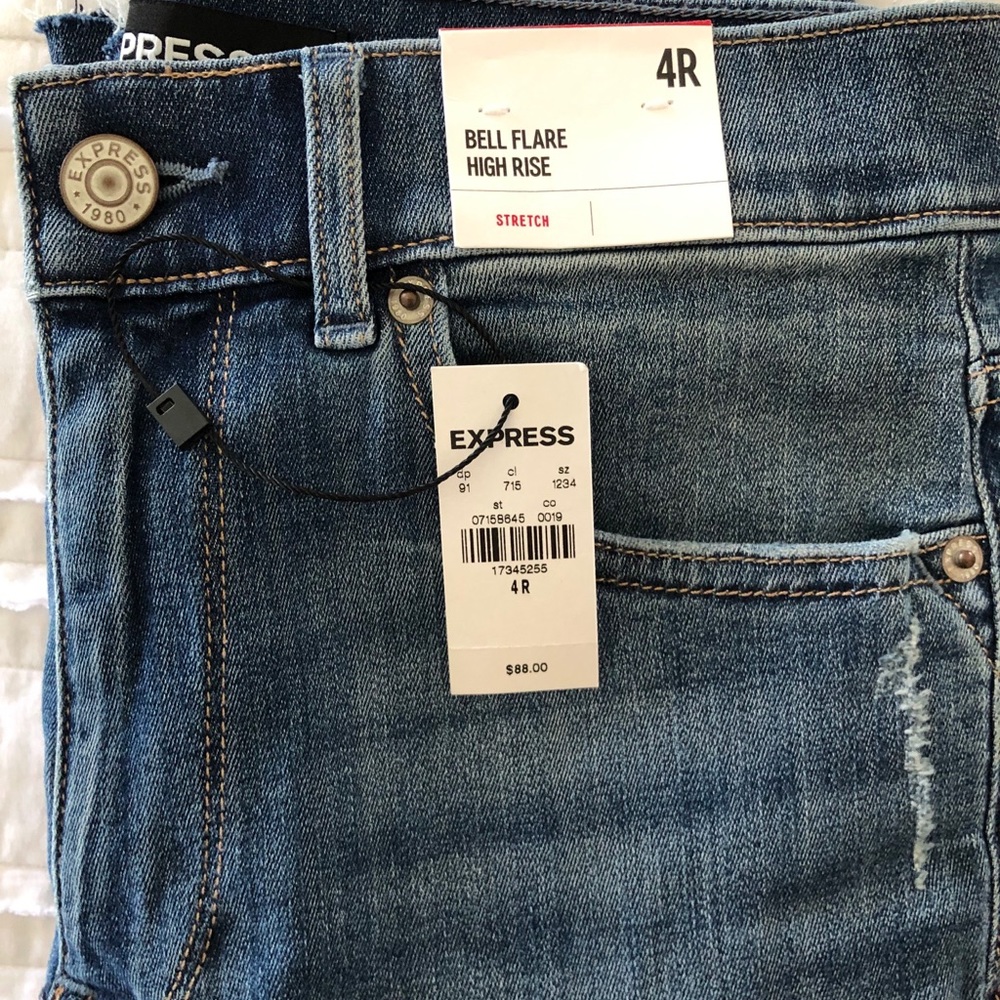 PRESS
4R
EXPRESS
1980
BELL FLARE
HIGH RISE
STRETCH
EXPRESS
dp cl sz
91 715 1234
st co
07158645 0019
17345255
4R
$88.00